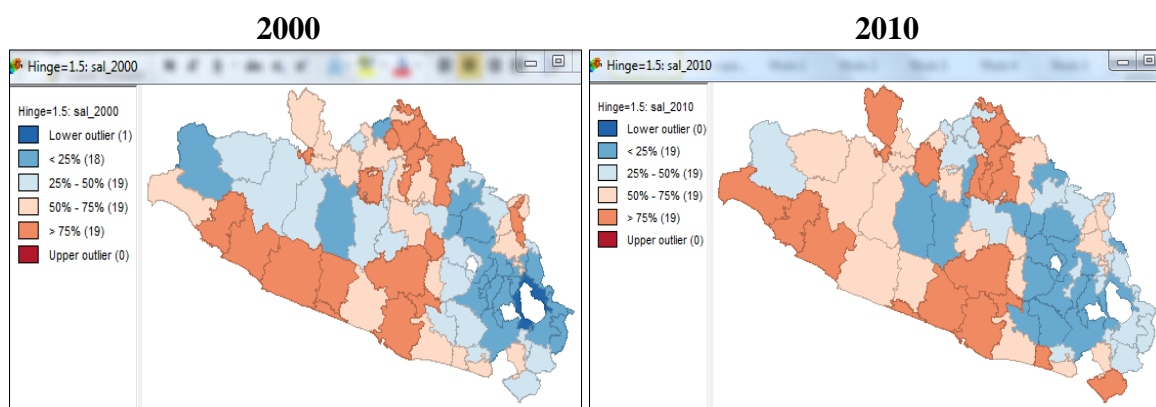 2000
2010
Hinge=1.5: sal_2000
Hinge=1.5: sal_2000
Lower outlier (1)
< 25% (18)
25% - 50% (19)
50% - 75% (19)
> 75% (19)
Upper outlier (0)
Hinge=1.5: sal_2010
Hinge=1.5: sal_2010
Lower outlier (0)
< 25% (19)
25% - 50% (19)
50% - 75% (19)
> 75% (19)
Upper outlier (0)